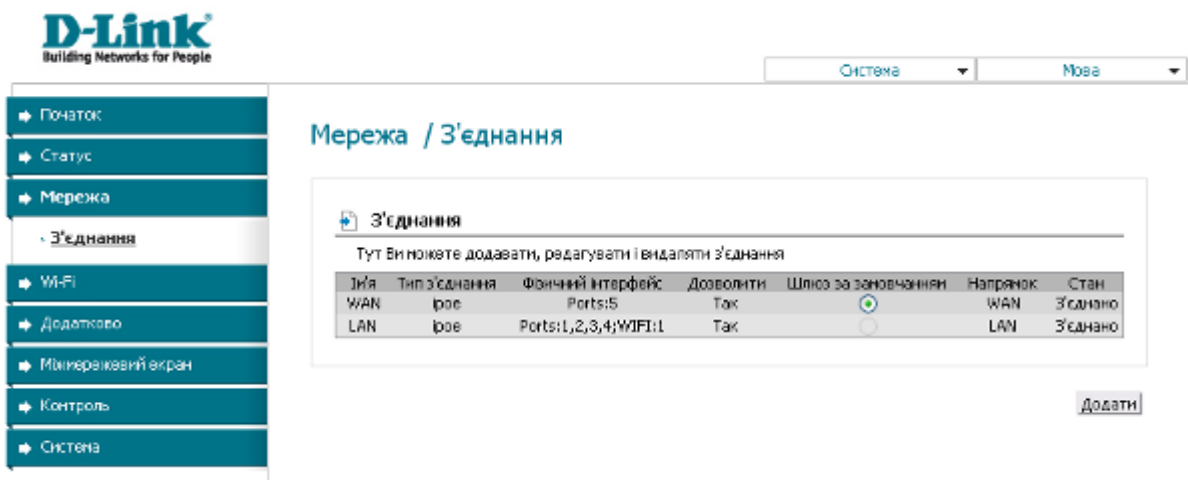 D-Link
Building Networks for People
Система Мова
Початок
Статус
Мережа
З'єднання
Wi-Fi
Додатково
Міжмережевий екран
Контроль
Система
Мережа / З'єднання
З'єднання
Тут Ви можете додавати, редагувати і видаляти з'єднання
Ім'я Тип з'єднання Фізичний інтерфейс Дозволити Шлюз за замовчанням Напрямок Стан
WAN ipoe Ports:5 Так WAN З'єднано
LAN ipoe Ports:1,2,3,4;WIFI:1 Так LAN З'єднано
Додати